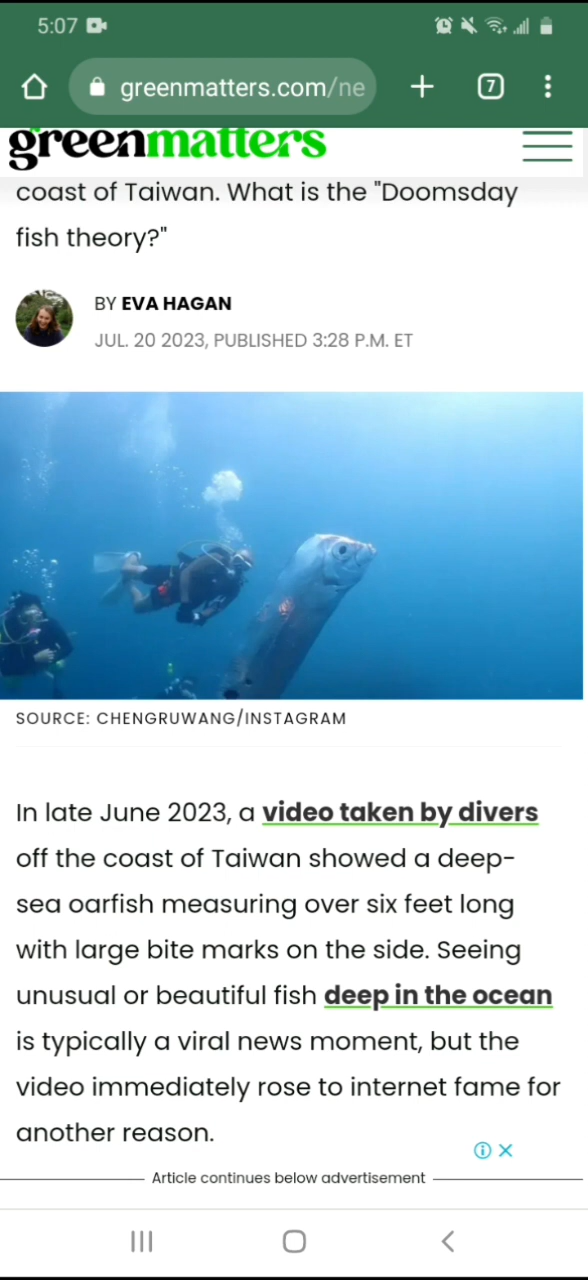 5:07
greenmatters.com/ne
7
greenmatters
coast of Taiwan. What is the "Doomsday
fish theory?"
BY EVA HAGAN
JUL. 20 2023, PUBLISHED 3:28 P.M. ET
SOURCE: CHENGRUWANG/INSTAGRAM
In late June 2023, a video taken by divers
off the coast of Taiwan showed a deep-
sea oarfish measuring over six feet long
with large bite marks on the side. Seeing
unusual or beautiful fish deep in the ocean
is typically a viral news moment, but the
video immediately rose to internet fame for
another reason.
Article continues below advertisement